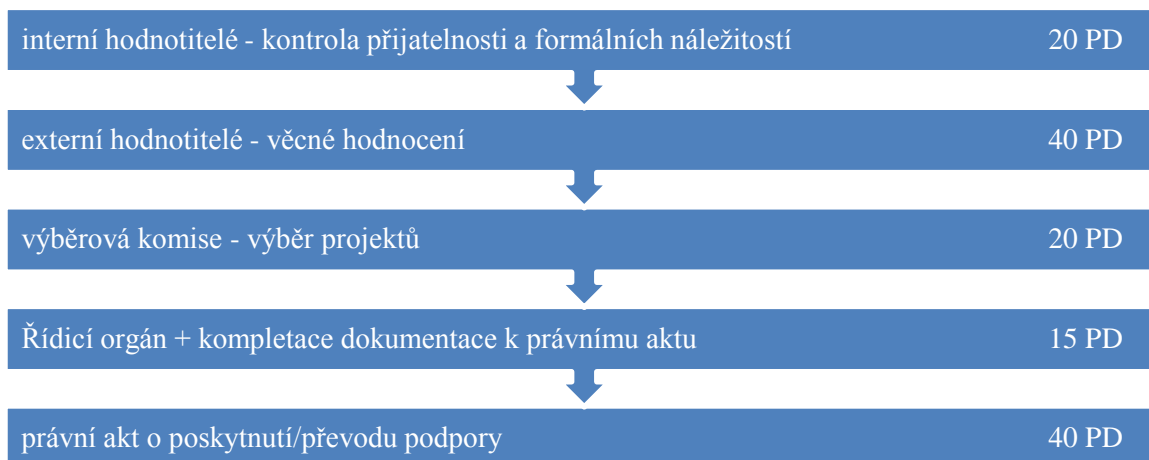 interní hodnotitelé - kontrola přijatelnosti a formálních náležitostí 20 PD
externí hodnotitelé - věcné hodnocení 40 PD
výběrová komise - výběr projektů 20 PD
Řídicí orgán + kompletace dokumentace k právnímu aktu 15 PD
právní akt o poskytnutí/převodu podpory 40 PD